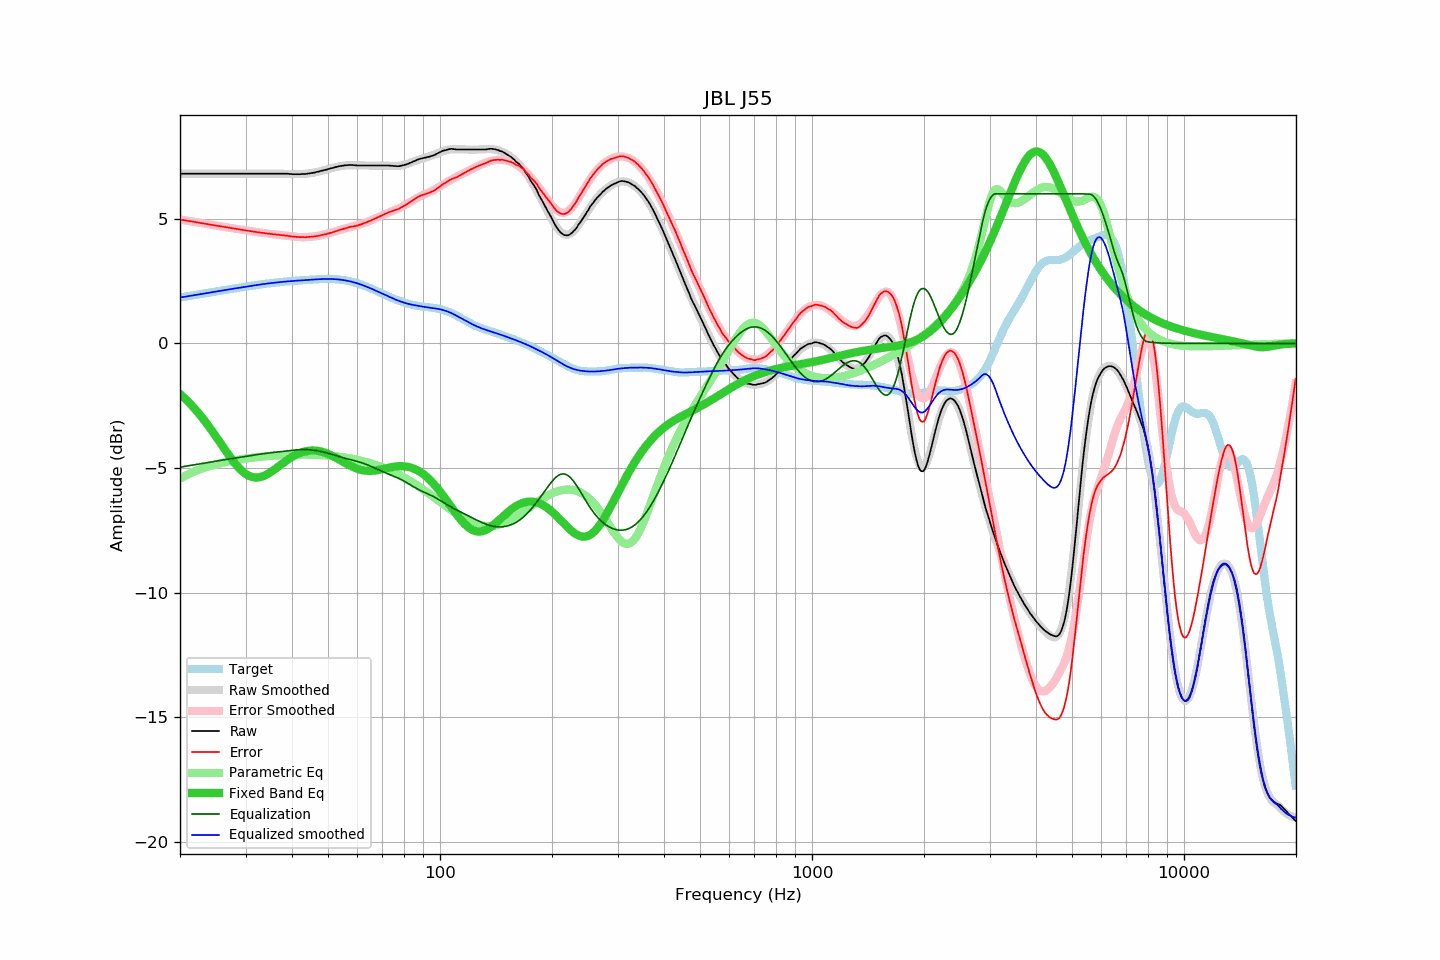 JBL J55
Amplitude (dBr)
5
0
−5
−10
−15
−20
Target
Raw Smoothed
Error Smoothed
Raw
Error
Parametric Eq
Fixed Band Eq
Equalization
Equalized smoothed
100 1000 10000
Frequency (Hz)